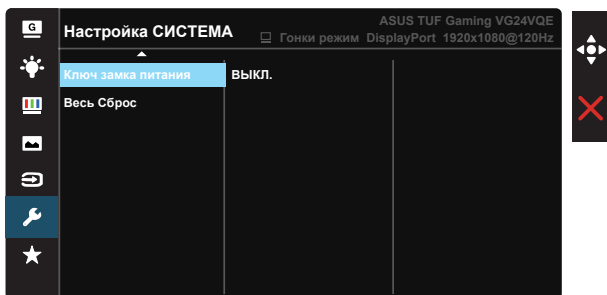 G
ASUS TUF Gaming VG24VQE
Настройка СИСТЕМА
Гонки режим DisplayPort 1920x1080@120Hz
Ключ замка питания ВЫКЛ.
Весь Сброс